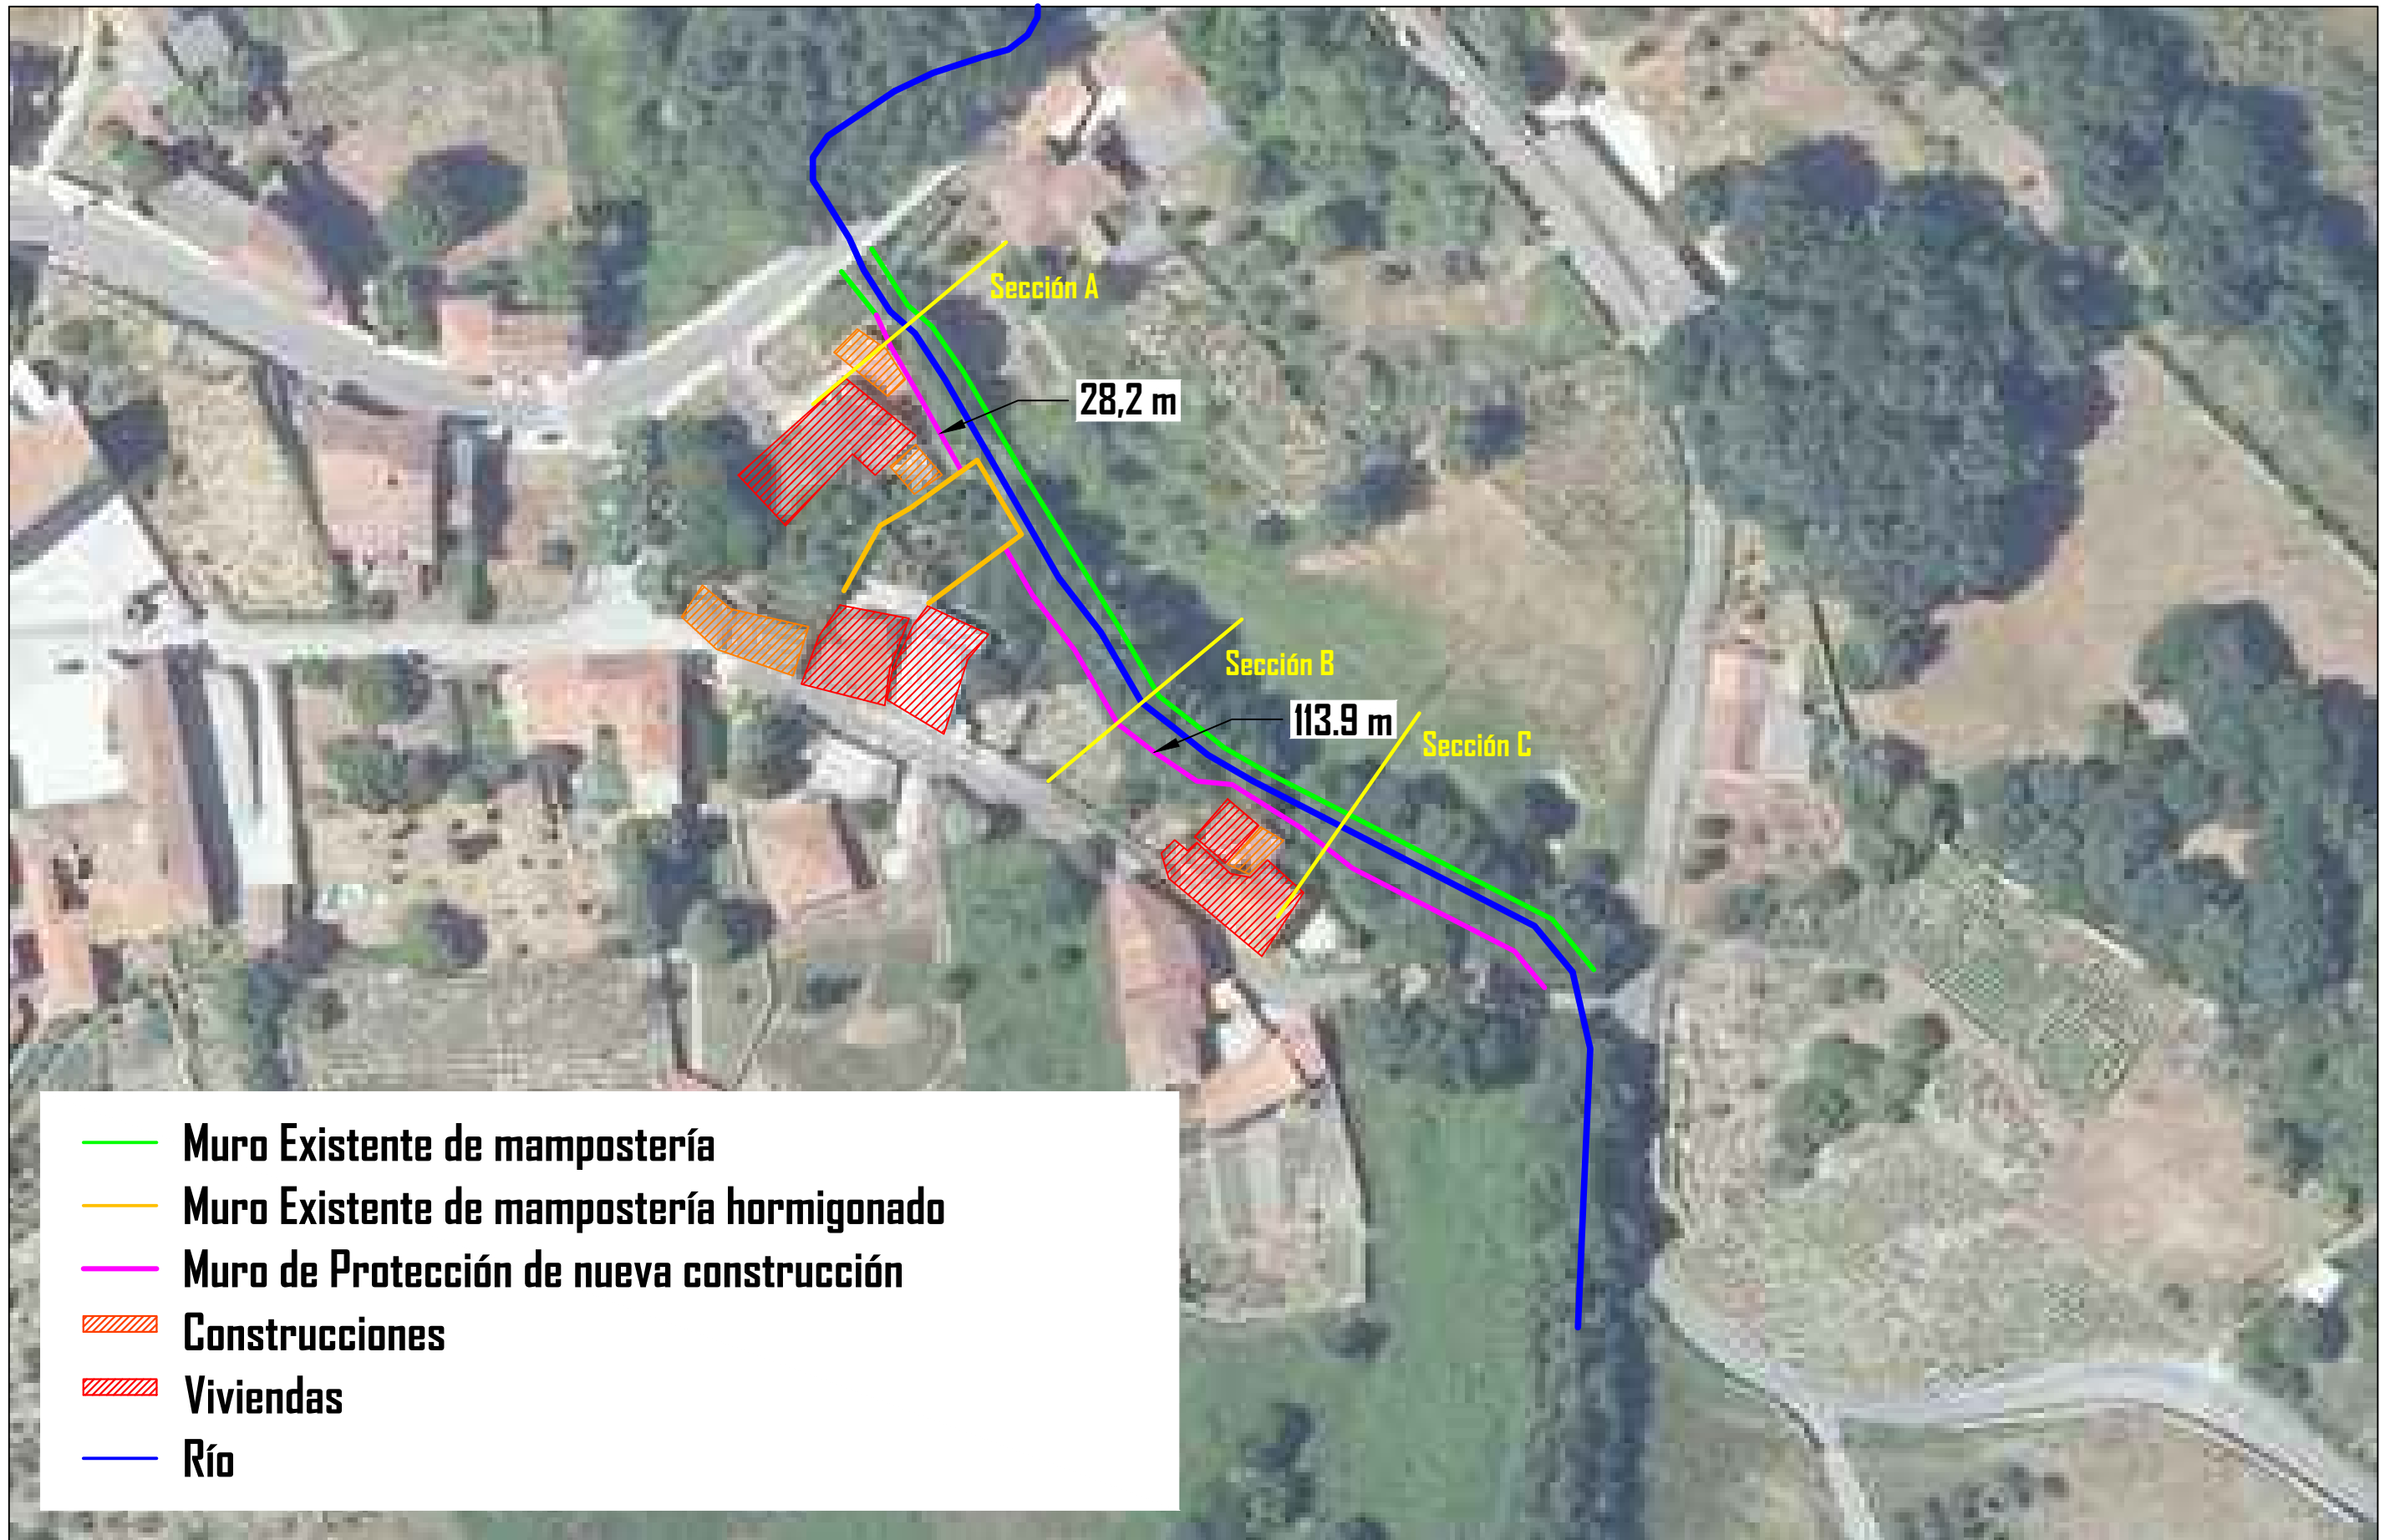 Sección A
28,2 m
Sección B
113.9 m
Sección C
Muro Existente de mampostería
Muro Existente de mampostería hormigonado
Muro de Protección de nueva construcción
Construcciones
Viviendas
Río